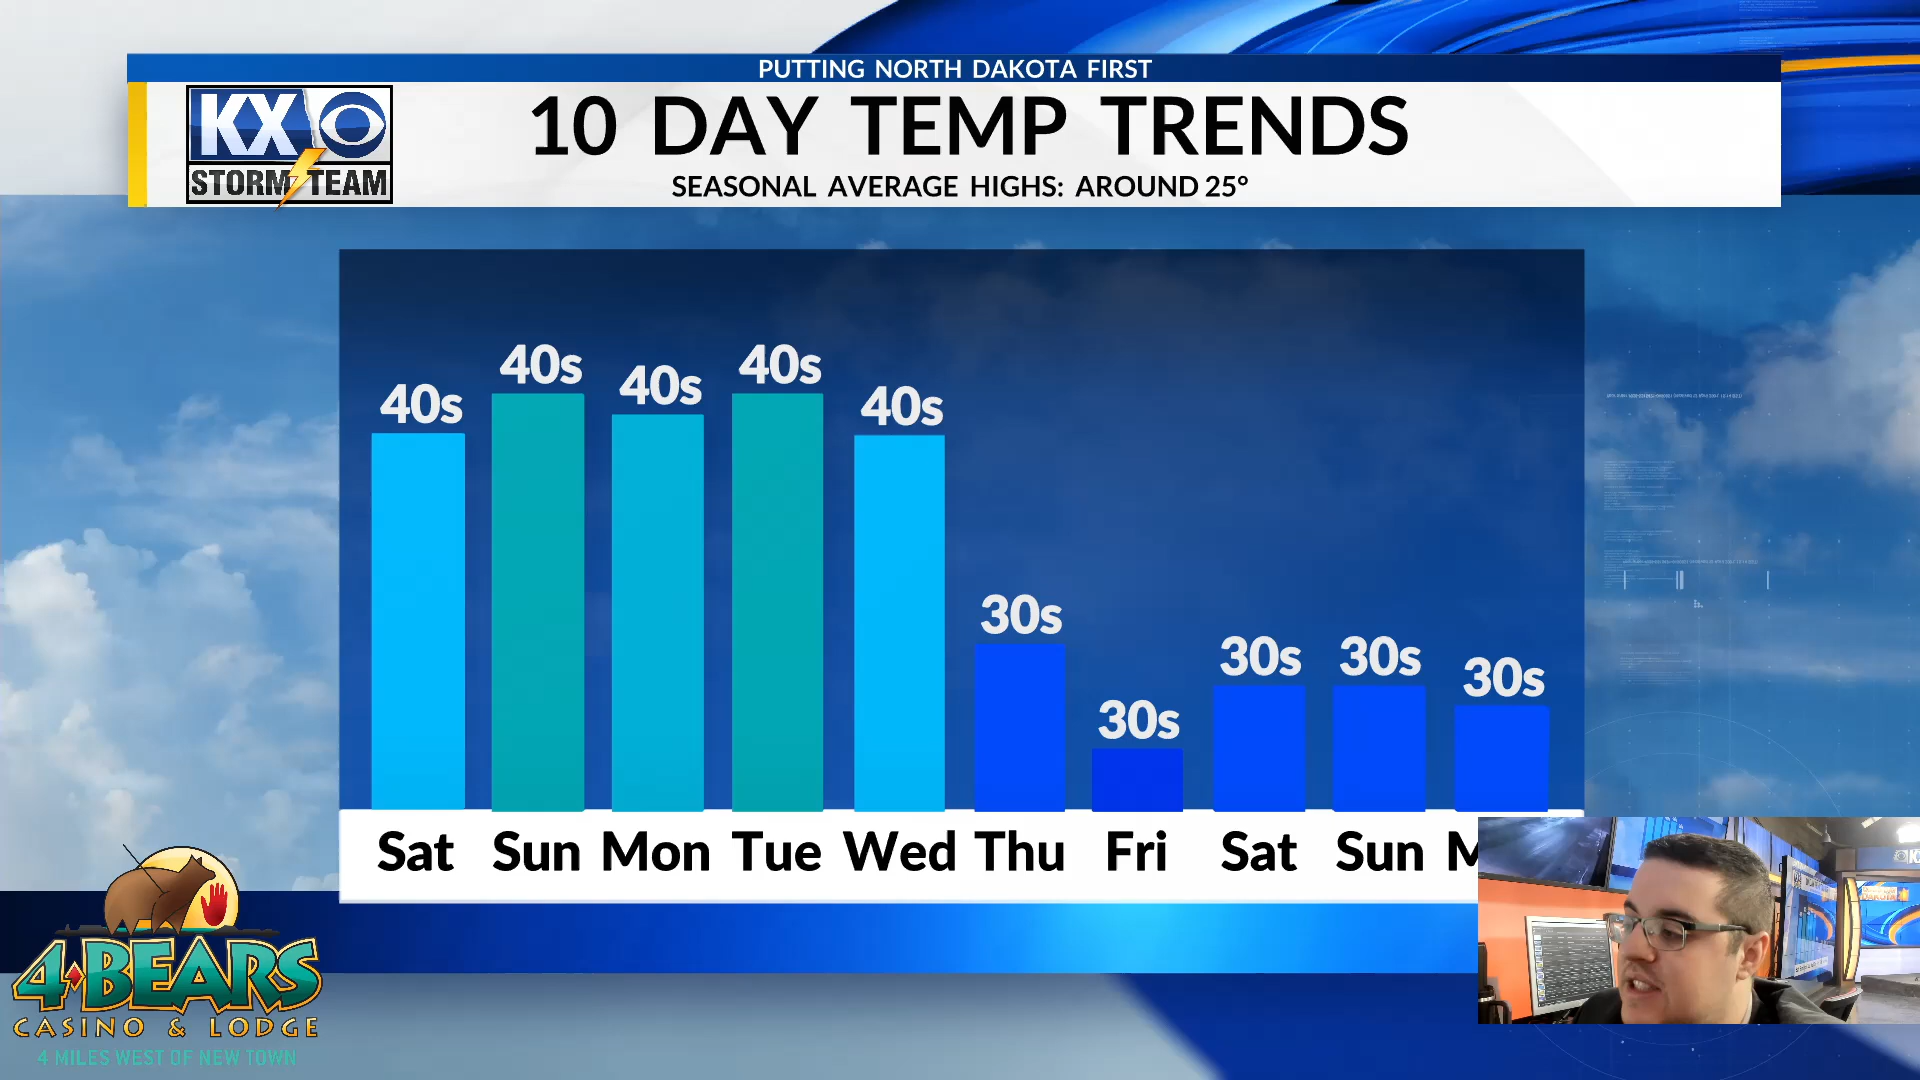 PUTTING NORTH DAKOTA FIRST
KX
STORM TEAM
10 DAY TEMP TRENDS
SEASONAL AVERAGE HIGHS: AROUND 25°
40s 40s 40s 40s 40s 30s 30s 30s 30s 30s
Sat Sun Mon Tue Wed Thu Fri Sat Sun M
4 BEARS
CASINO & LODGE
4 MILES WEST OF NEW TOWN